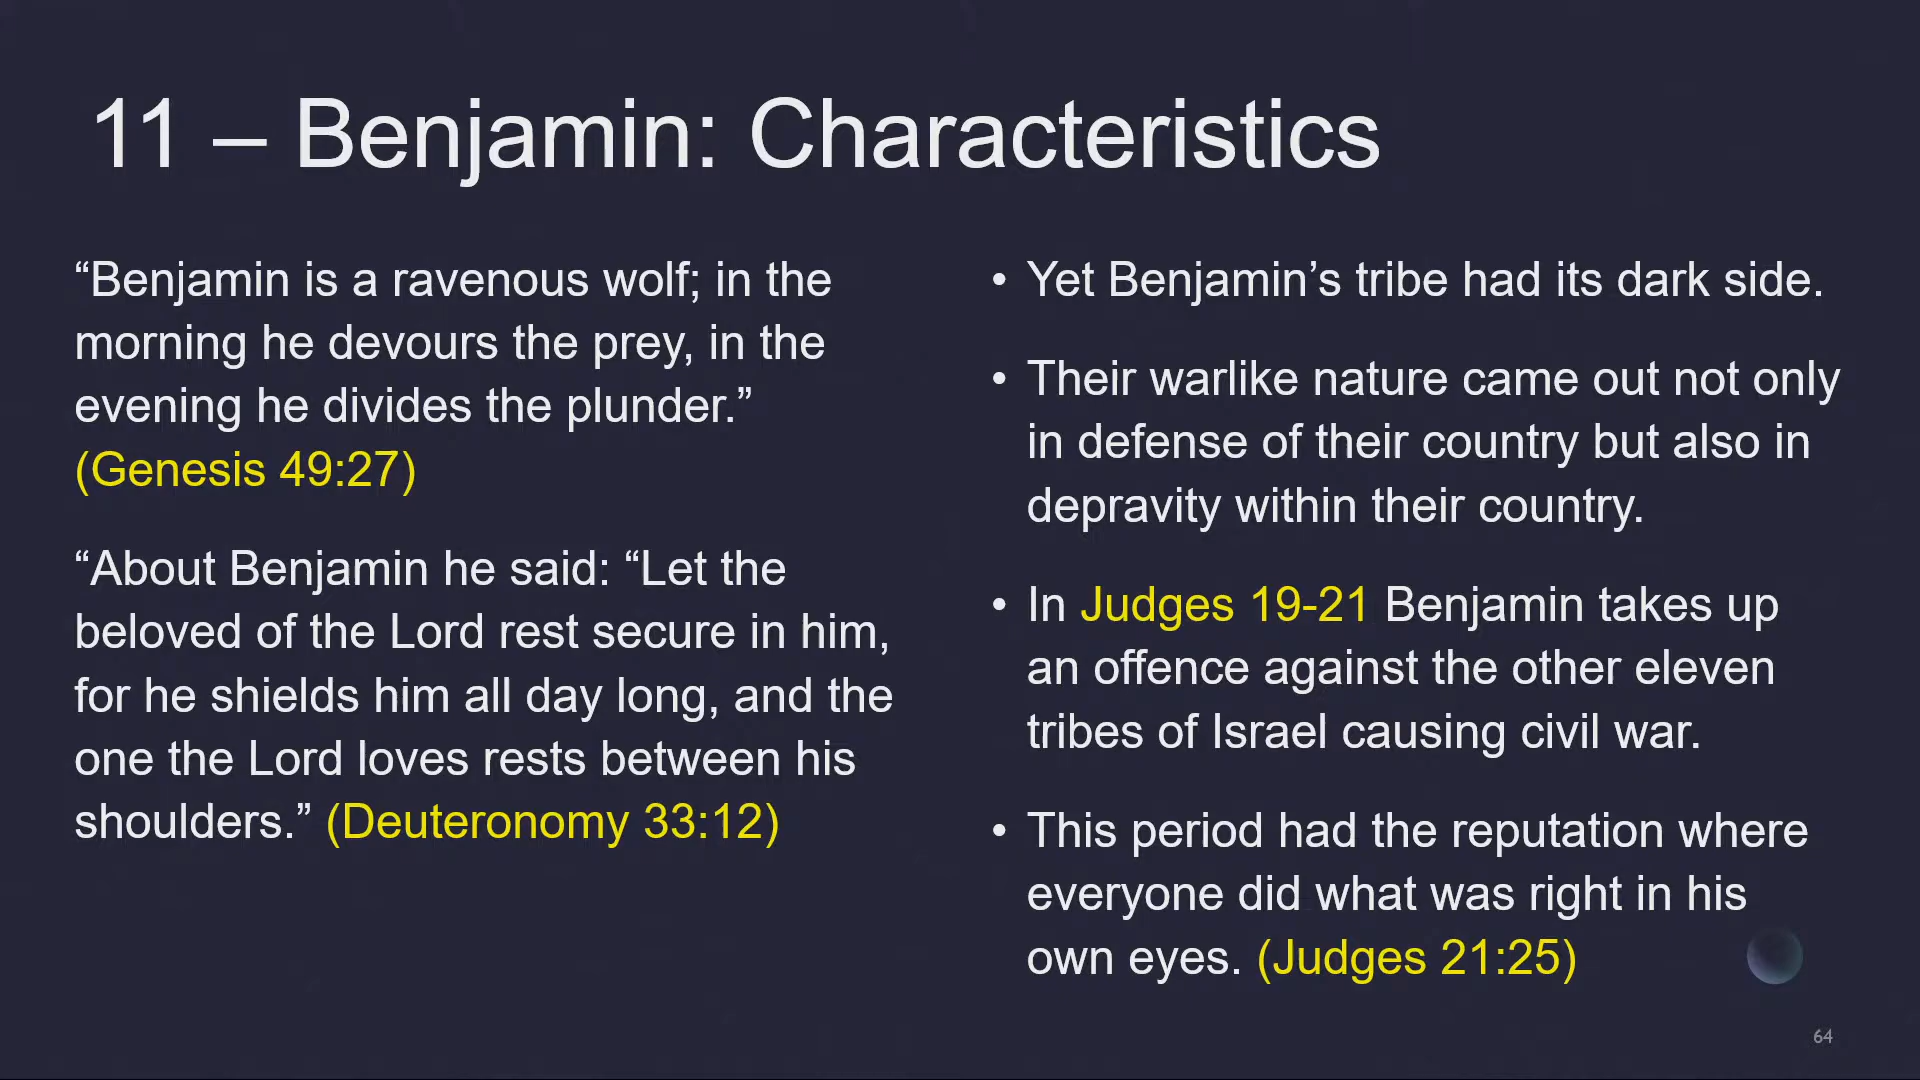 11 – Benjamin: Characteristics
“Benjamin is a ravenous wolf; in the
morning he devours the prey, in the
evening he divides the plunder.”
(Genesis 49:27)
“About Benjamin he said: “Let the
beloved of the Lord rest secure in him,
for he shields him all day long, and the
one the Lord loves rests between his
shoulders.” (Deuteronomy 33:12)
• Yet Benjamin’s tribe had its dark side.
• Their warlike nature came out not only
in defense of their country but also in
depravity within their country.
• In Judges 19-21 Benjamin takes up
an offence against the other eleven
tribes of Israel causing civil war.
• This period had the reputation where
everyone did what was right in his
own eyes. (Judges 21:25)
64